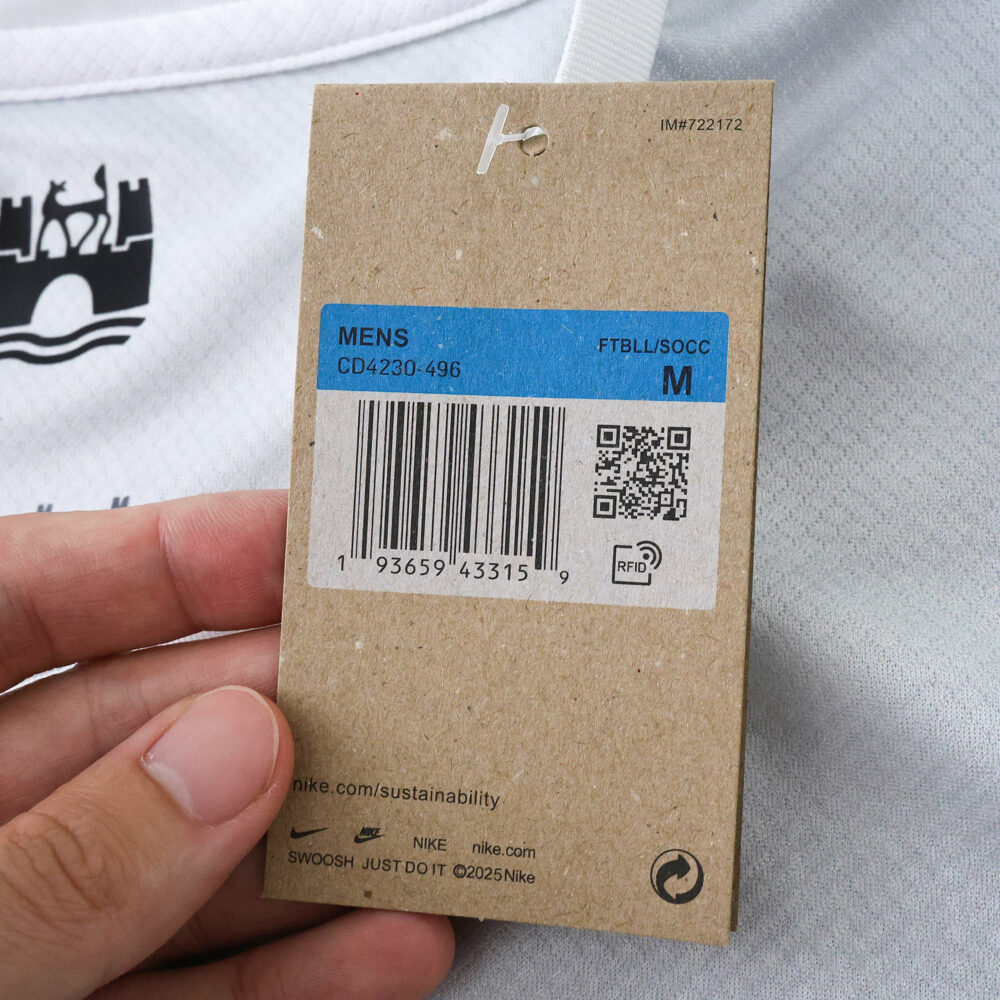 IM#722172
MENS
FTBLL/SOCC
CD4230-496
M
1 93659 43315 9
RFID
nike.com/sustainability
NIKE NIKE nike.com
SWOOSH JUST DO IT ©2025 Nike